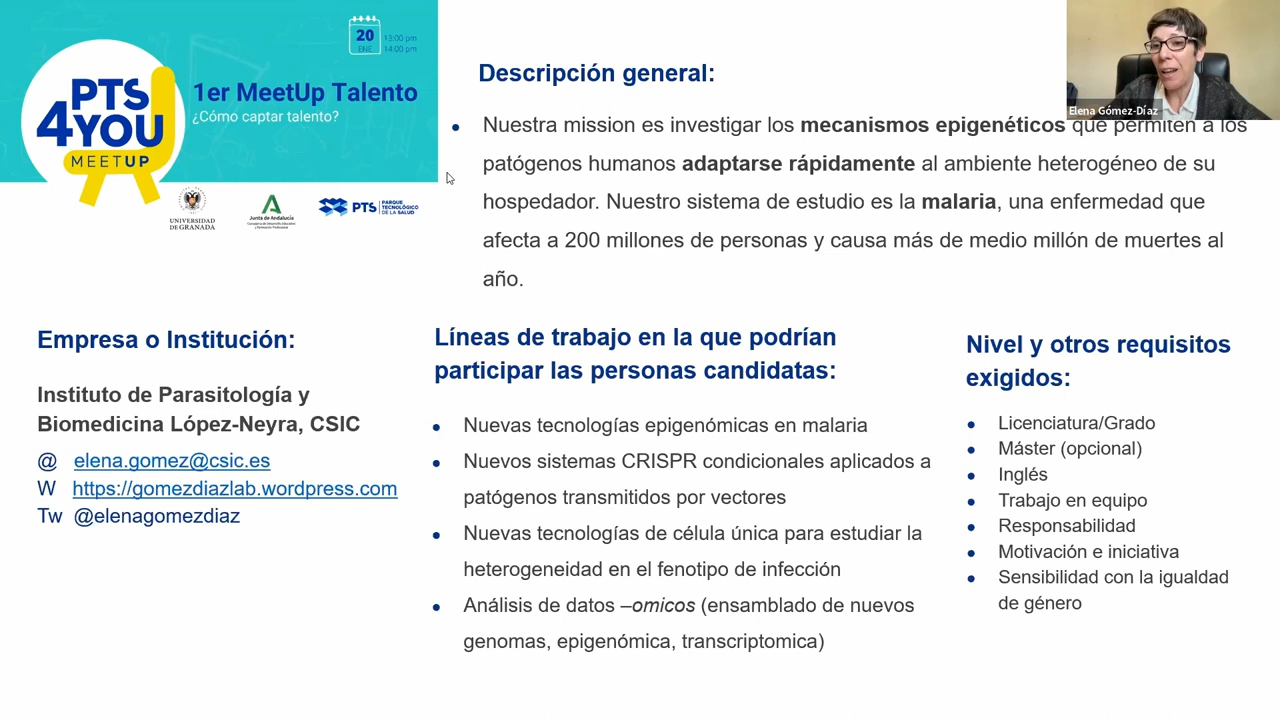 20
ENE
13:00 pm
14:00 pm
PTS
4YOU
MEETUP
1er MeetUp Talento
¿Cómo captar talento?
UNIVERSIDAD
DE GRANADA
Junta de Andalucía
PTS
PARQUE
TECNOLÓGICO
DE LA SALUD
Elena Gómez-Díaz
Descripción general:
• Nuestra mission es investigar los mecanismos epigenéticos que permiten a los
patógenos humanos adaptarse rápidamente al ambiente heterogéneo de su
hospedador. Nuestro sistema de estudio es la malaria, una enfermedad que
afecta a 200 millones de personas y causa más de medio millón de muertes al
año.
Empresa o Institución:
Instituto de Parasitología y
Biomedicina López-Neyra, CSIC
@ elena.gomez@csic.es
W https://gomezdiazlab.wordpress.com
Tw @elenagomezdiaz
Líneas de trabajo en la que podrían
participar las personas candidatas:
• Nuevas tecnologías epigenómicas en malaria
• Nuevos sistemas CRISPR condicionales aplicados a
patógenos transmitidos por vectores
• Nuevas tecnologías de célula única para estudiar la
heterogeneidad en el fenotipo de infección
• Análisis de datos –omicos (ensamblado de nuevos
genomas, epigenómica, transcriptomica)
Nivel y otros requisitos
exigidos:
• Licenciatura/Grado
• Máster (opcional)
• Inglés
• Trabajo en equipo
• Responsabilidad
• Motivación e iniciativa
• Sensibilidad con la igualdad
de género